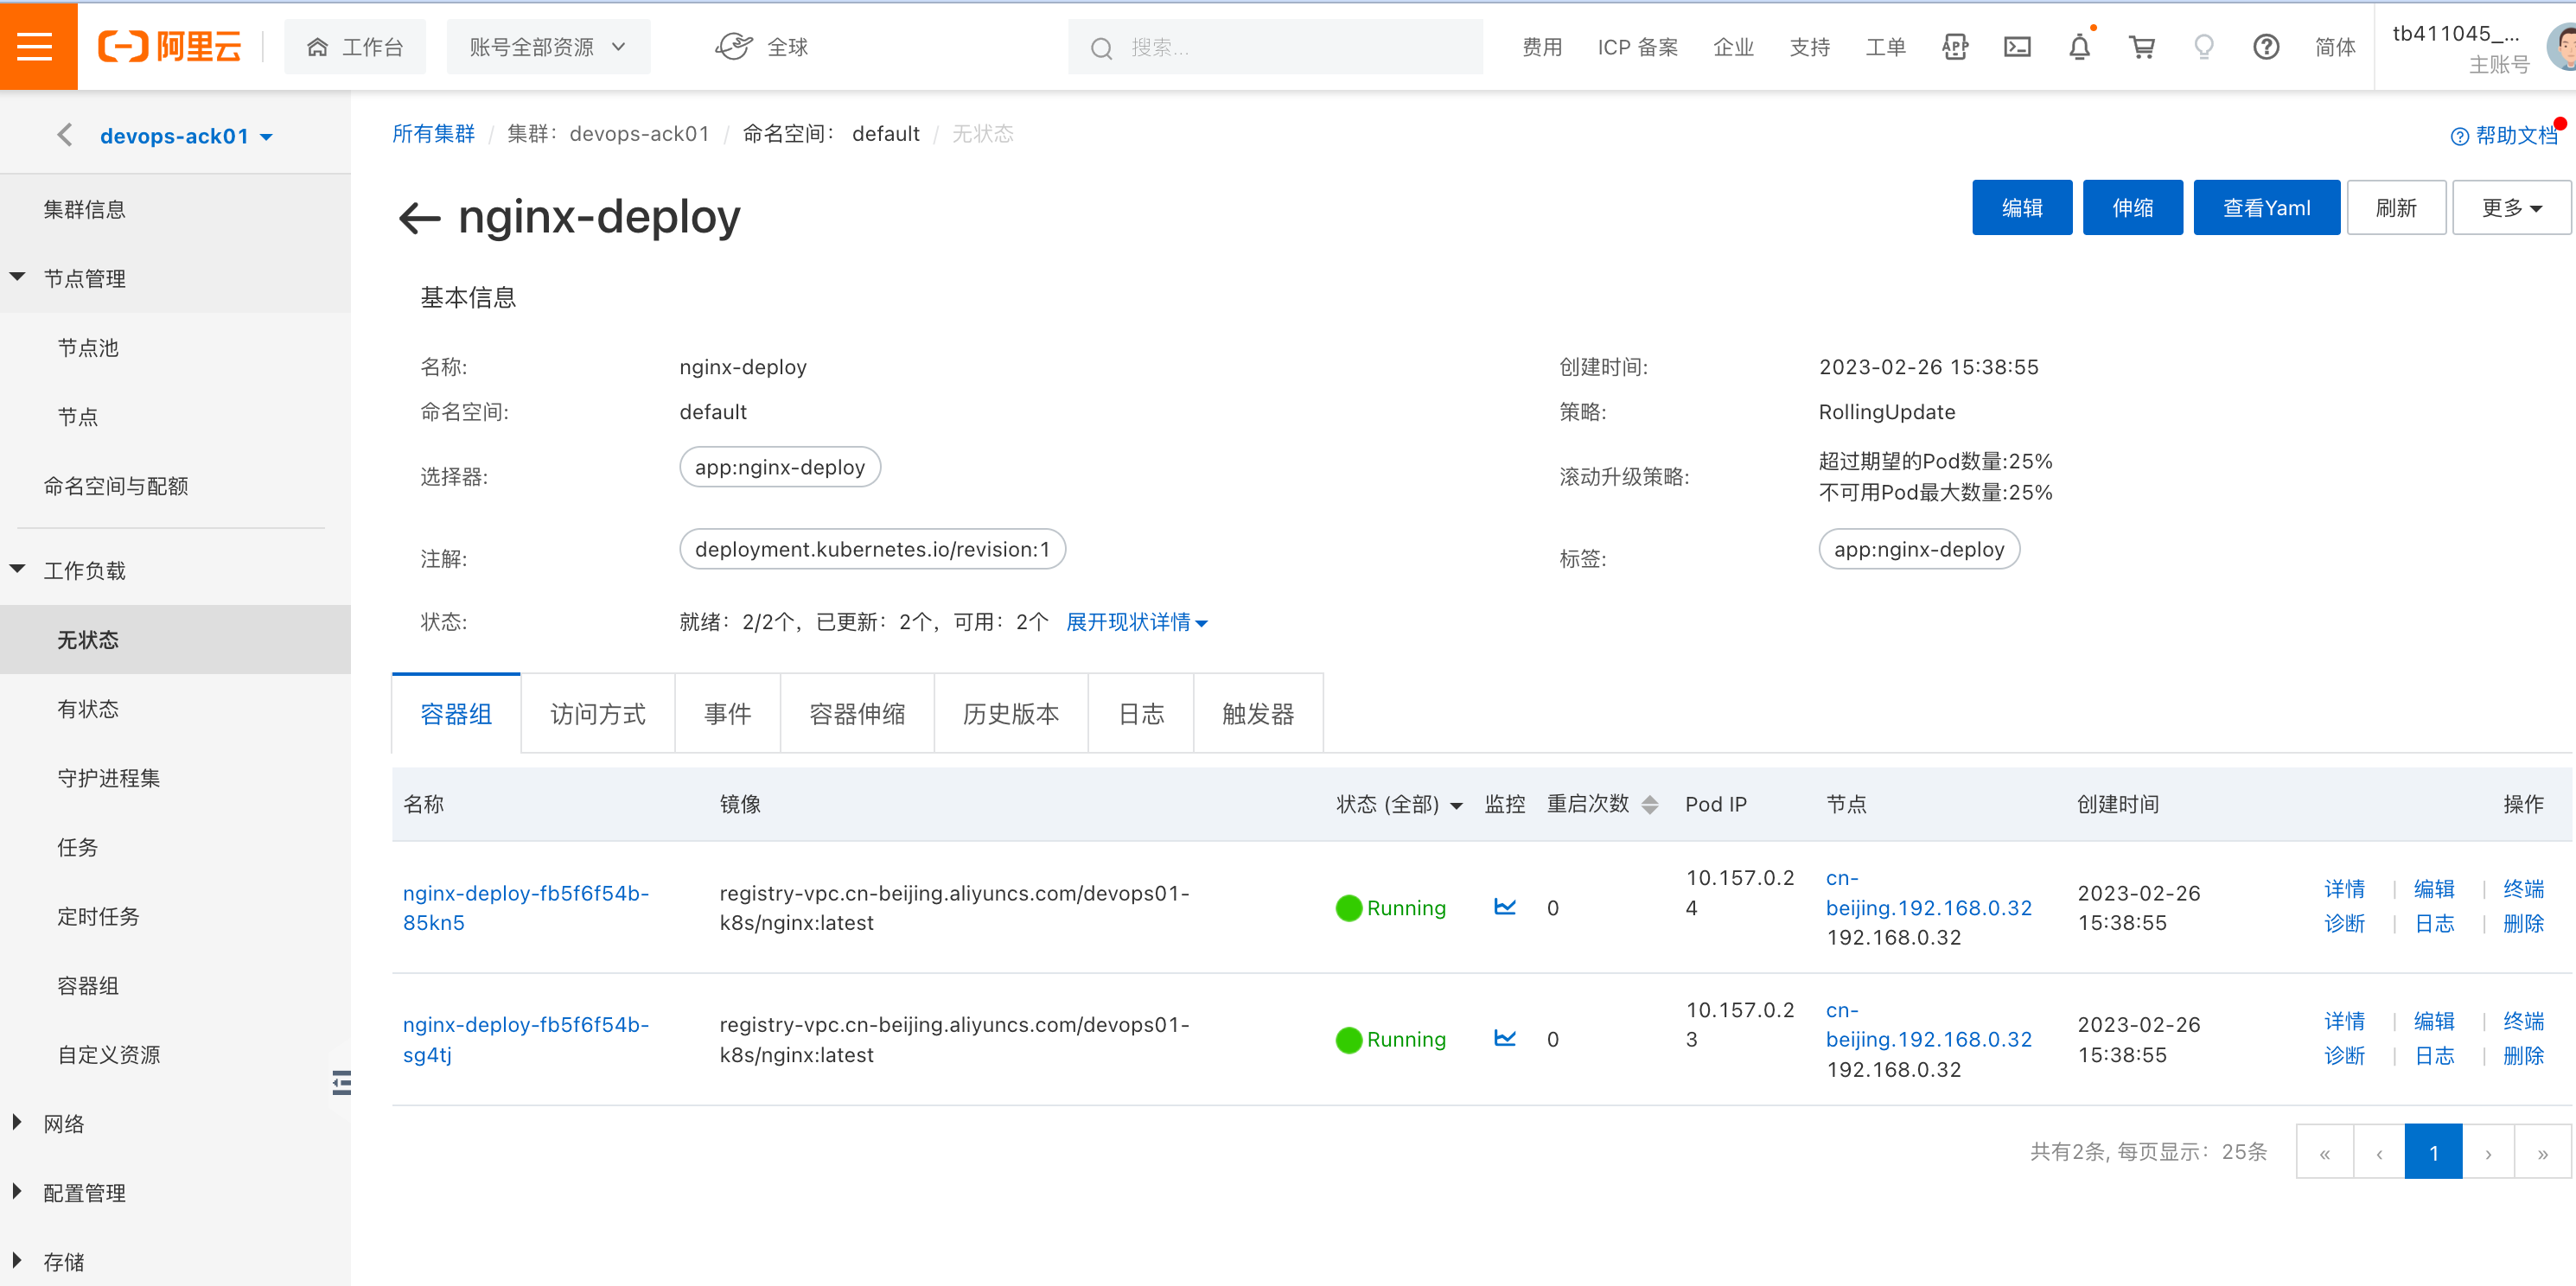 阿里云
工作台
账号全部资源
全球
搜索...
费用
ICP 备案
企业
支持
工单
APP
简体
tb411045_...
主账号
devops-ack01
集群信息
节点管理
节点池
节点
命名空间与配额
工作负载
无状态
有状态
守护进程集
任务
定时任务
容器组
自定义资源
网络
配置管理
存储
所有集群 / 集群：devops-ack01 / 命名空间： default / 无状态
帮助文档
nginx-deploy
编辑
伸缩
查看Yaml
刷新
更多
基本信息
名称: nginx-deploy
创建时间: 2023-02-26 15:38:55
命名空间: default
策略: RollingUpdate
选择器: app:nginx-deploy
滚动升级策略: 超过期望的Pod数量:25%
不可用Pod最大数量:25%
注解: deployment.kubernetes.io/revision:1
标签: app:nginx-deploy
状态: 就绪：2/2个，已更新：2个，可用：2个 展开现状详情
容器组 访问方式 事件 容器伸缩 历史版本 日志 触发器
名称 镜像 状态 (全部) 监控 重启次数 Pod IP 节点 创建时间 操作
nginx-deploy-fb5f6f54b-
85kn5
registry-vpc.cn-beijing.aliyuncs.com/devops01-
k8s/nginx:latest
Running
0
10.157.0.2
4
cn-
beijing.192.168.0.32
192.168.0.32
2023-02-26
15:38:55
详情 | 编辑 | 终端
诊断 | 日志 | 删除
nginx-deploy-fb5f6f54b-
sg4tj
registry-vpc.cn-beijing.aliyuncs.com/devops01-
k8s/nginx:latest
Running
0
10.157.0.2
3
cn-
beijing.192.168.0.32
192.168.0.32
2023-02-26
15:38:55
详情 | 编辑 | 终端
诊断 | 日志 | 删除
共有2条, 每页显示：25条
« ‹ 1 › »